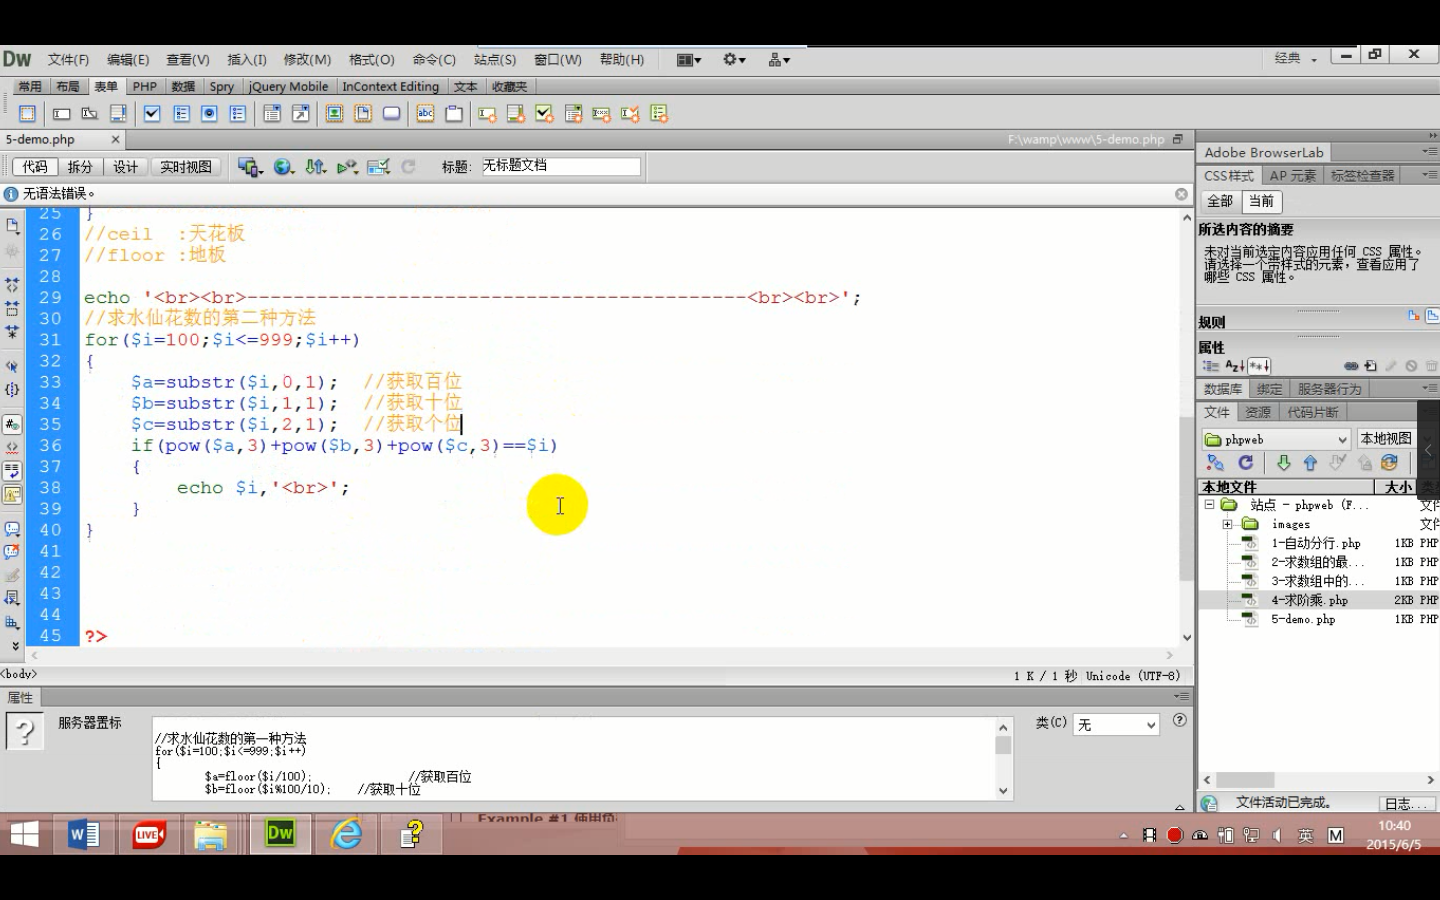 Dw 文件(F) 编辑(E) 查看(V) 插入(I) 修改(M) 格式(O) 命令(C) 站点(S) 窗口(W) 帮助(H) 经典
常用 布局 表单 PHP 数据 Spry jQuery Mobile InContext Editing 文本 收藏夹
5-demo.php F:\wamp\www\5-demo.php
代码 拆分 设计 实时视图 标题: 无标题文档
无语法错误。
25 }
26 //ceil :天花板
27 //floor :地板
28
29 echo '<br><br>-------------------------------------------<br><br>';
30 //求水仙花数的第二种方法
31 for($i=100;$i<=999;$i++)
32 {
33 $a=substr($i,0,1); //获取百位
34 $b=substr($i,1,1); //获取十位
35 $c=substr($i,2,1); //获取个位
36 if(pow($a,3)+pow($b,3)+pow($c,3)==$i)
37 {
38 echo $i,'<br>';
39 }
40 }
41
42
43
44
45 ?>
<body> 1 K / 1 秒 Unicode (UTF-8)
属性
服务器置标
//求水仙花数的第一种方法
for($i=100;$i<=999;$i++)
{
$a=floor($i/100); //获取百位
$b=floor($i%100/10); //获取十位
类(C) 无
Adobe BrowserLab
CSS样式 AP 元素 标签检查器
全部 当前
所选内容的摘要
未对当前选定内容应用任何 CSS 属性。
请选择一个带样式的元素，查看应用了
哪些 CSS 属性。
规则
属性
数据库 绑定 服务器行为
文件 资源 代码片断
phpweb 本地视图
本地文件 大小
站点 - phpweb (F... 文件
images 文件
1-自动分行.php 1KB PHP
2-求数组的最... 1KB PHP
3-求数组中的... 1KB PHP
4-求阶乘.php 2KB PHP
5-demo.php 1KB PHP
文件活动已完成。 日志...
LIVE Dw
英 M
10:40
2015/6/5